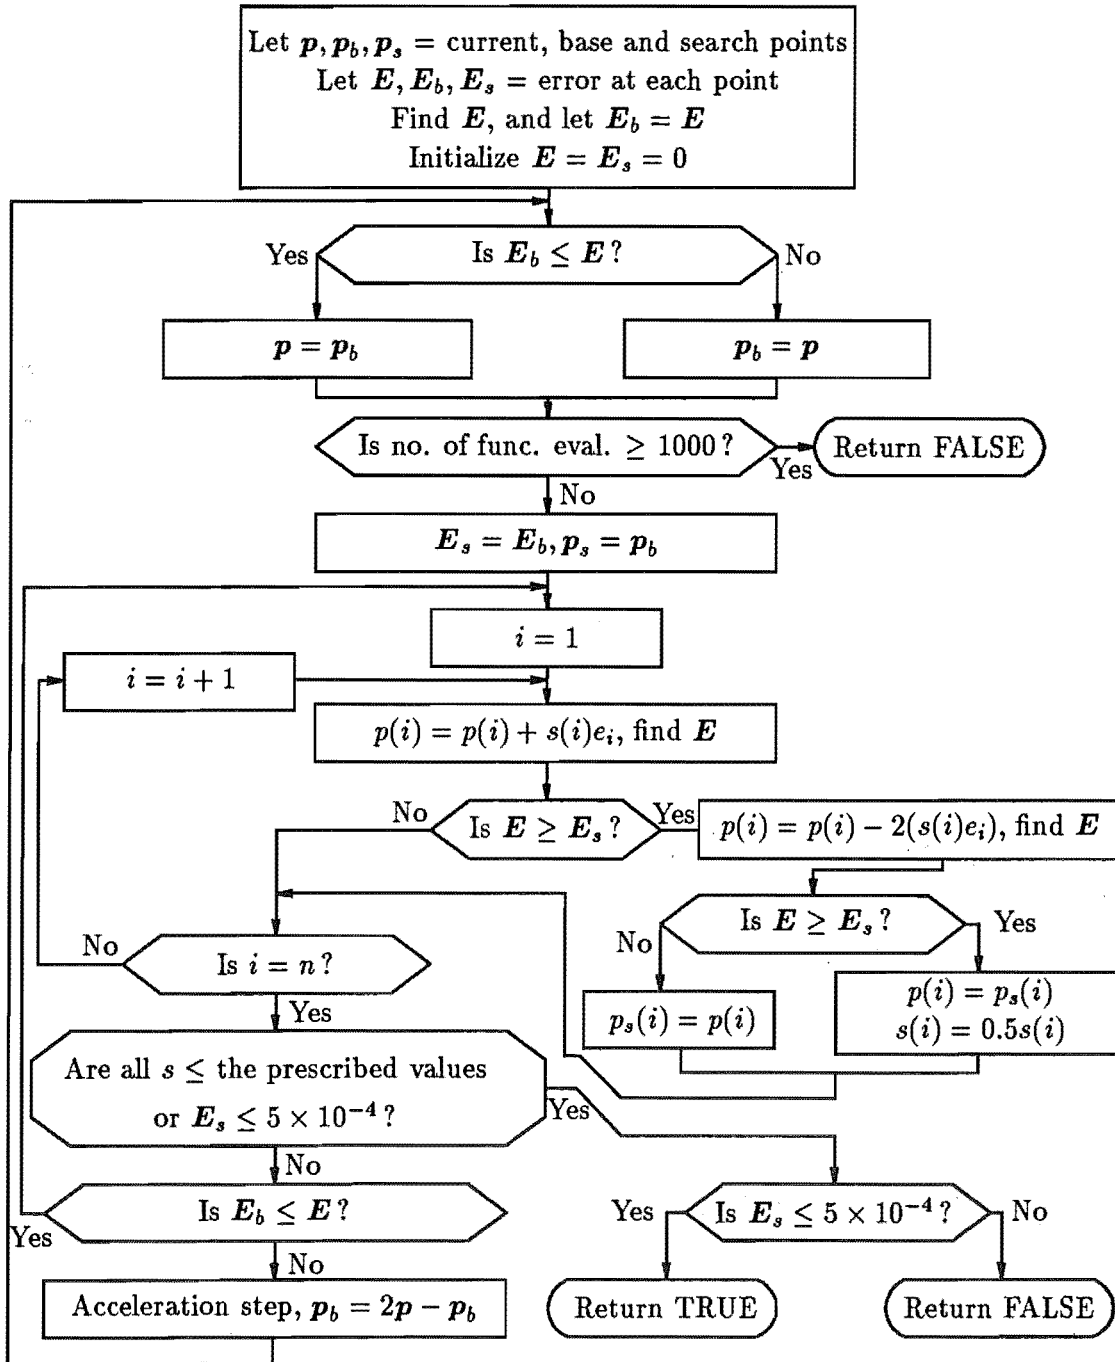 Let p, p_b, p_s = current, base and search points
Let E, E_b, E_s = error at each point
Find E, and let E_b = E
Initialize E = E_s = 0
Is E_b ≤ E ?
Yes
No
p = p_b
p_b = p
Is no. of func. eval. ≥ 1000 ?
Yes
Return FALSE
No
E_s = E_b, p_s = p_b
i = 1
i = i + 1
p(i) = p(i) + s(i)e_i, find E
No
Is E ≥ E_s ?
Yes
p(i) = p(i) − 2(s(i)e_i), find E
Is E ≥ E_s ?
No
Yes
p_s(i) = p(i)
p(i) = p_s(i)
s(i) = 0.5s(i)
No
Is i = n ?
Yes
Are all s ≤ the prescribed values
or E_s ≤ 5 × 10⁻⁴ ?
Yes
No
Is E_b ≤ E ?
Yes
No
Acceleration step, p_b = 2p − p_b
Yes
Is E_s ≤ 5 × 10⁻⁴ ?
No
Return TRUE
Return FALSE